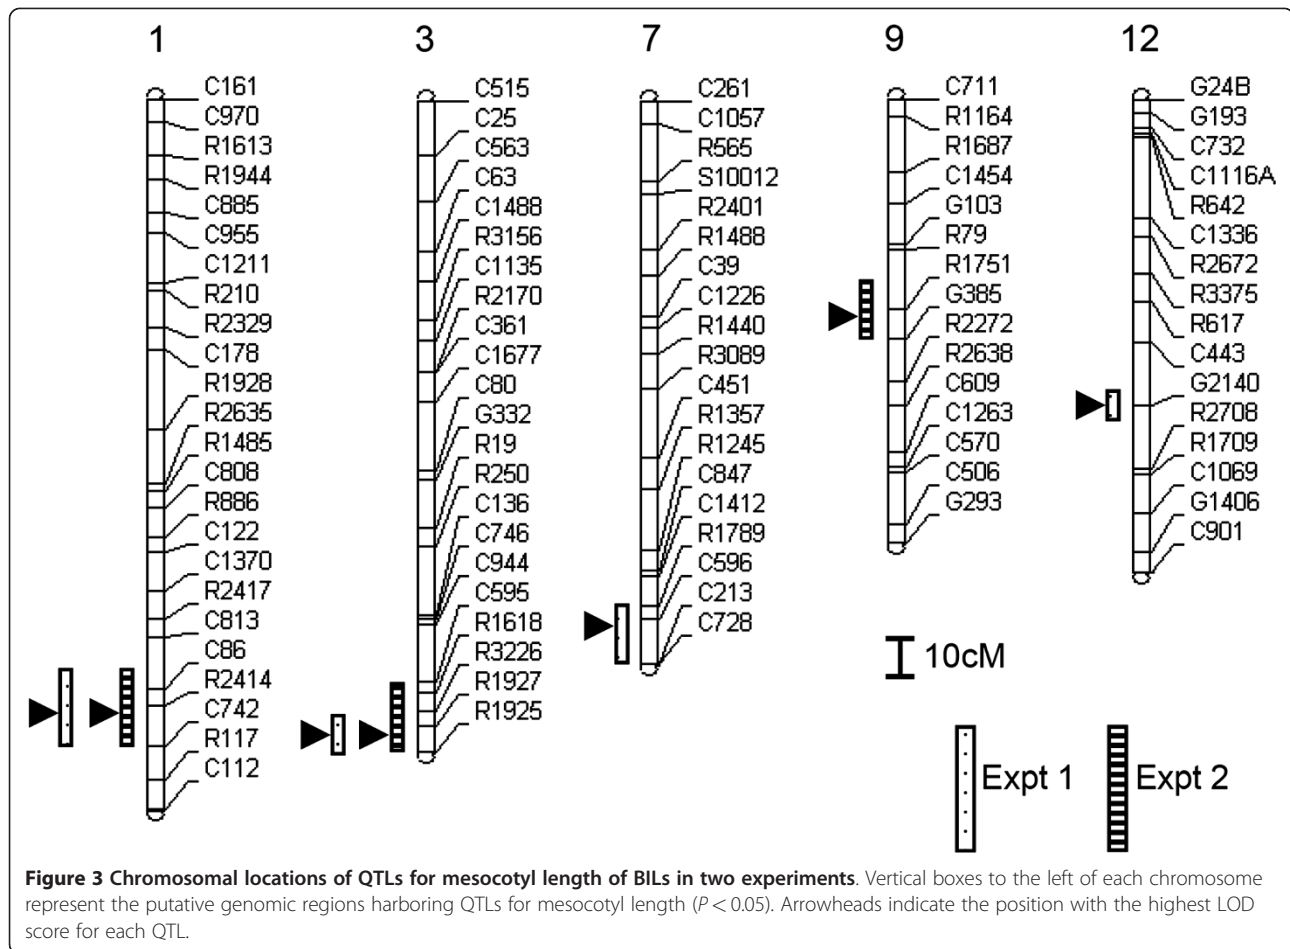 1
3
7
9
12
C161
C970
R1613
R1944
C885
C955
C1211
R210
R2329
C178
R1928
R2635
R1485
C808
R886
C122
C1370
R2417
C813
C86
R2414
C742
R117
C112
C515
C25
C563
C63
C1488
R3156
C1135
R2170
C361
C1677
C80
G332
R19
R250
C136
C746
C944
C595
R1618
R3226
R1927
R1925
C261
C1057
R565
S10012
R2401
R1488
C39
C1226
R1440
R3089
C451
R1357
R1245
C847
C1412
R1789
C596
C213
C728
C711
R1164
R1687
C1454
G103
R79
R1751
G385
R2272
R2638
C609
C1263
C570
C506
G293
G24B
G193
C732
C1116A
R642
C1336
R2672
R3375
R617
C443
G2140
R2708
R1709
C1069
G1406
C901
10cM
Expt 1
Expt 2
Figure 3 Chromosomal locations of QTLs for mesocotyl length of BILs in two experiments. Vertical boxes to the left of each chromosome
represent the putative genomic regions harboring QTLs for mesocotyl length (P < 0.05). Arrowheads indicate the position with the highest LOD
score for each QTL.